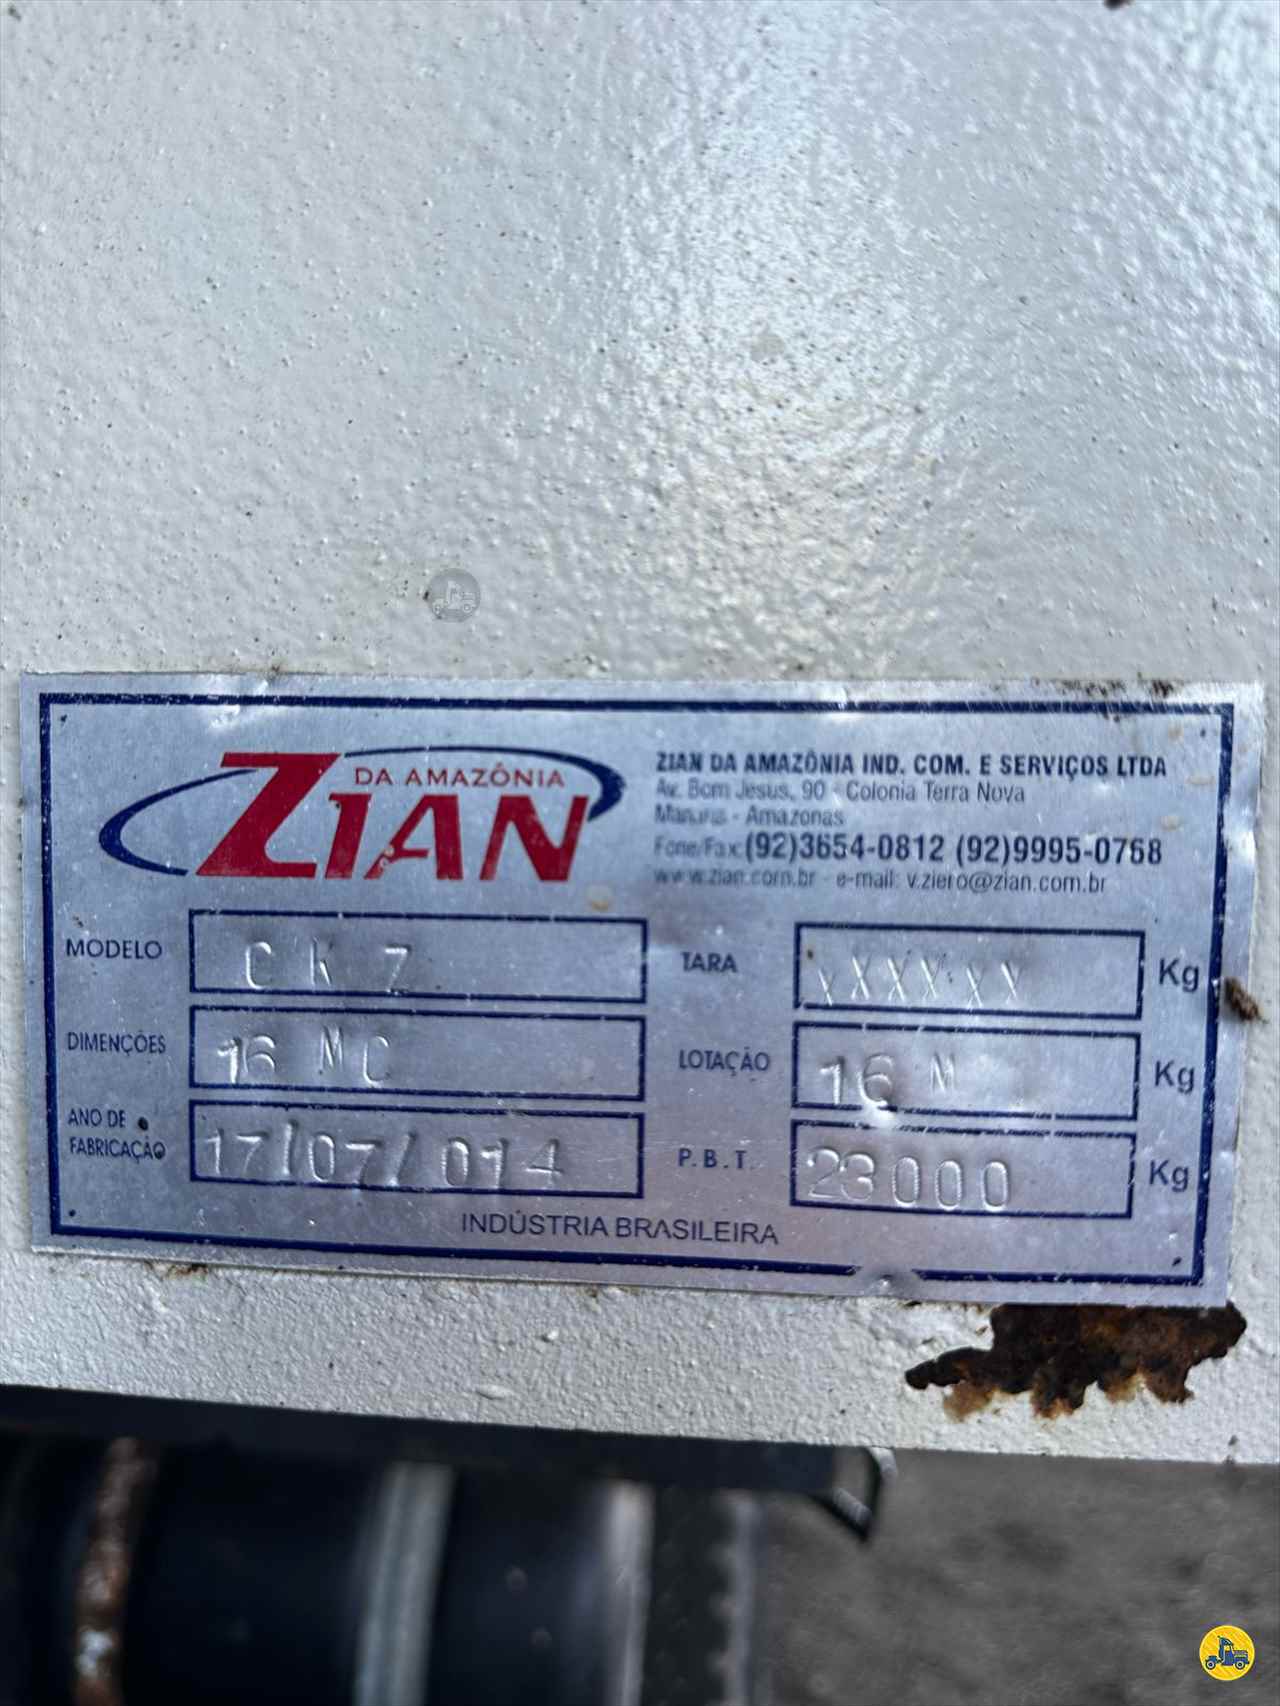 DA AMAZÔNIA
ZIAN
ZIAN DA AMAZÔNIA IND. COM. E SERVIÇOS LTDA
Av. Bom Jesus, 90 - Colonia Terra Nova
Manaus - Amazonas
Fone/Fax: (92)3654-0812 (92)9995-0768
www.zian.com.br - e-mail: v.ziero@zian.com.br
MODELO C K Z
DIMENÇÕES 16 MC
ANO DE FABRICAÇÃO 17/07/014
TARA XXXXXX Kg
LOTAÇÃO 16 M Kg
P.B.T. 23000 Kg
INDÚSTRIA BRASILEIRA